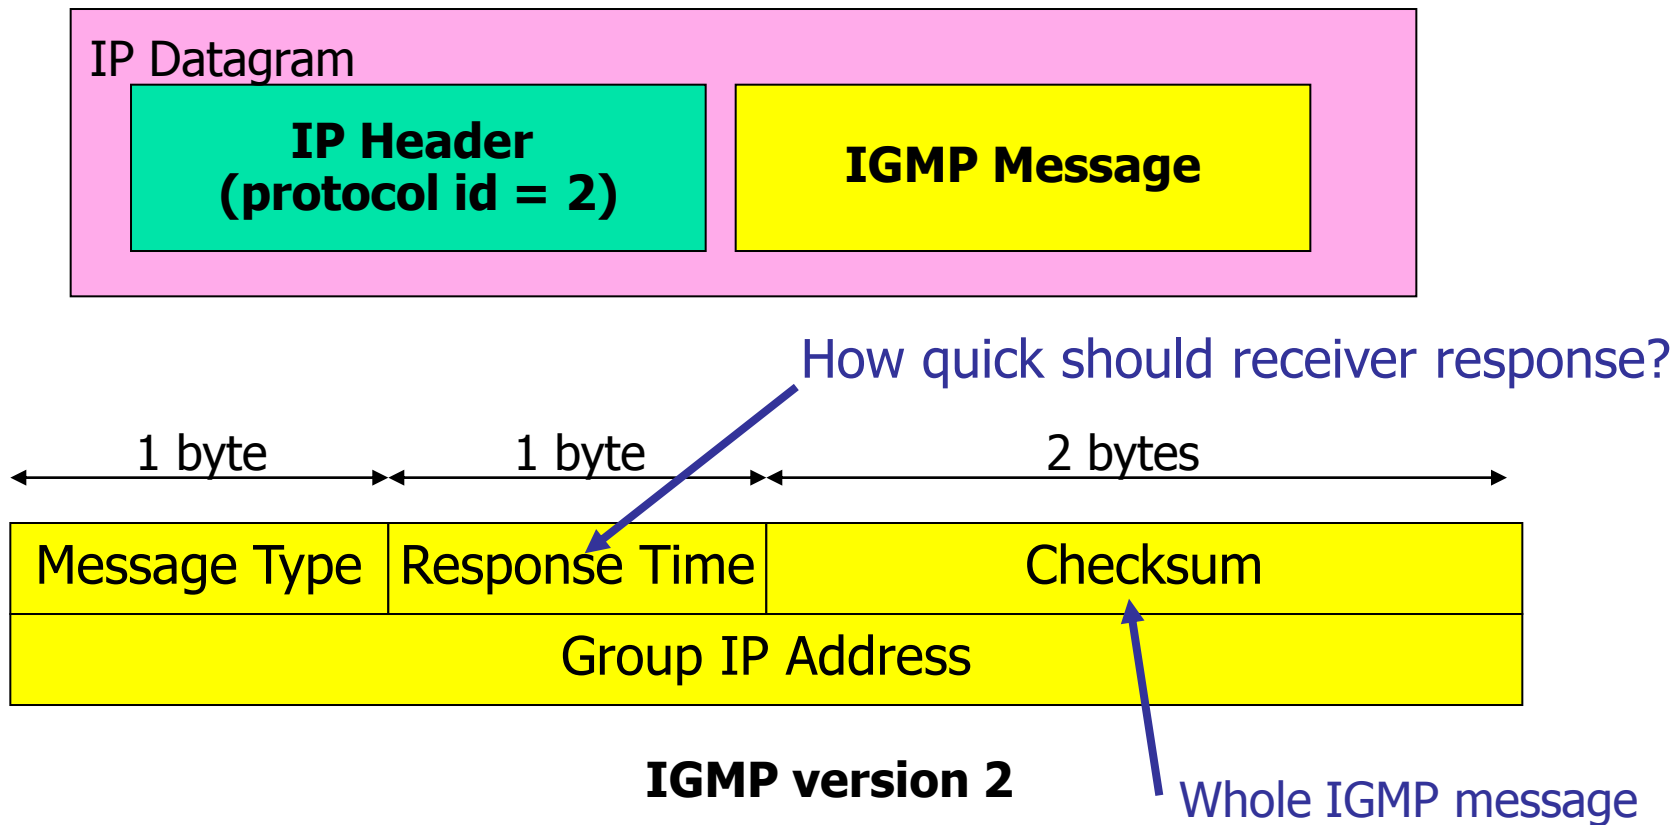 IP Datagram
IP Header
(protocol id = 2)
IGMP Message
How quick should receiver response?
1 byte
1 byte
2 bytes
Message Type
Response Time
Checksum
Group IP Address
IGMP version 2
Whole IGMP message